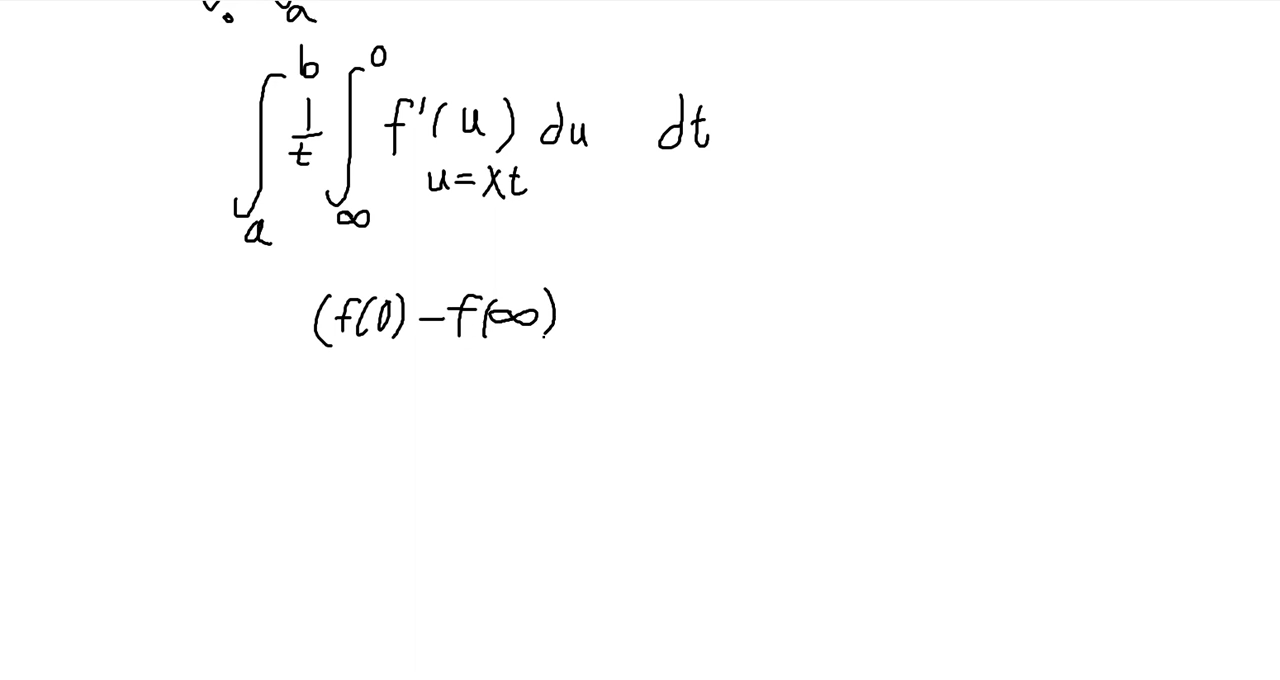 ∫_a^b 1/t ∫_∞^0 f'(u) du dt
u=xt
(f(0) - f(∞)